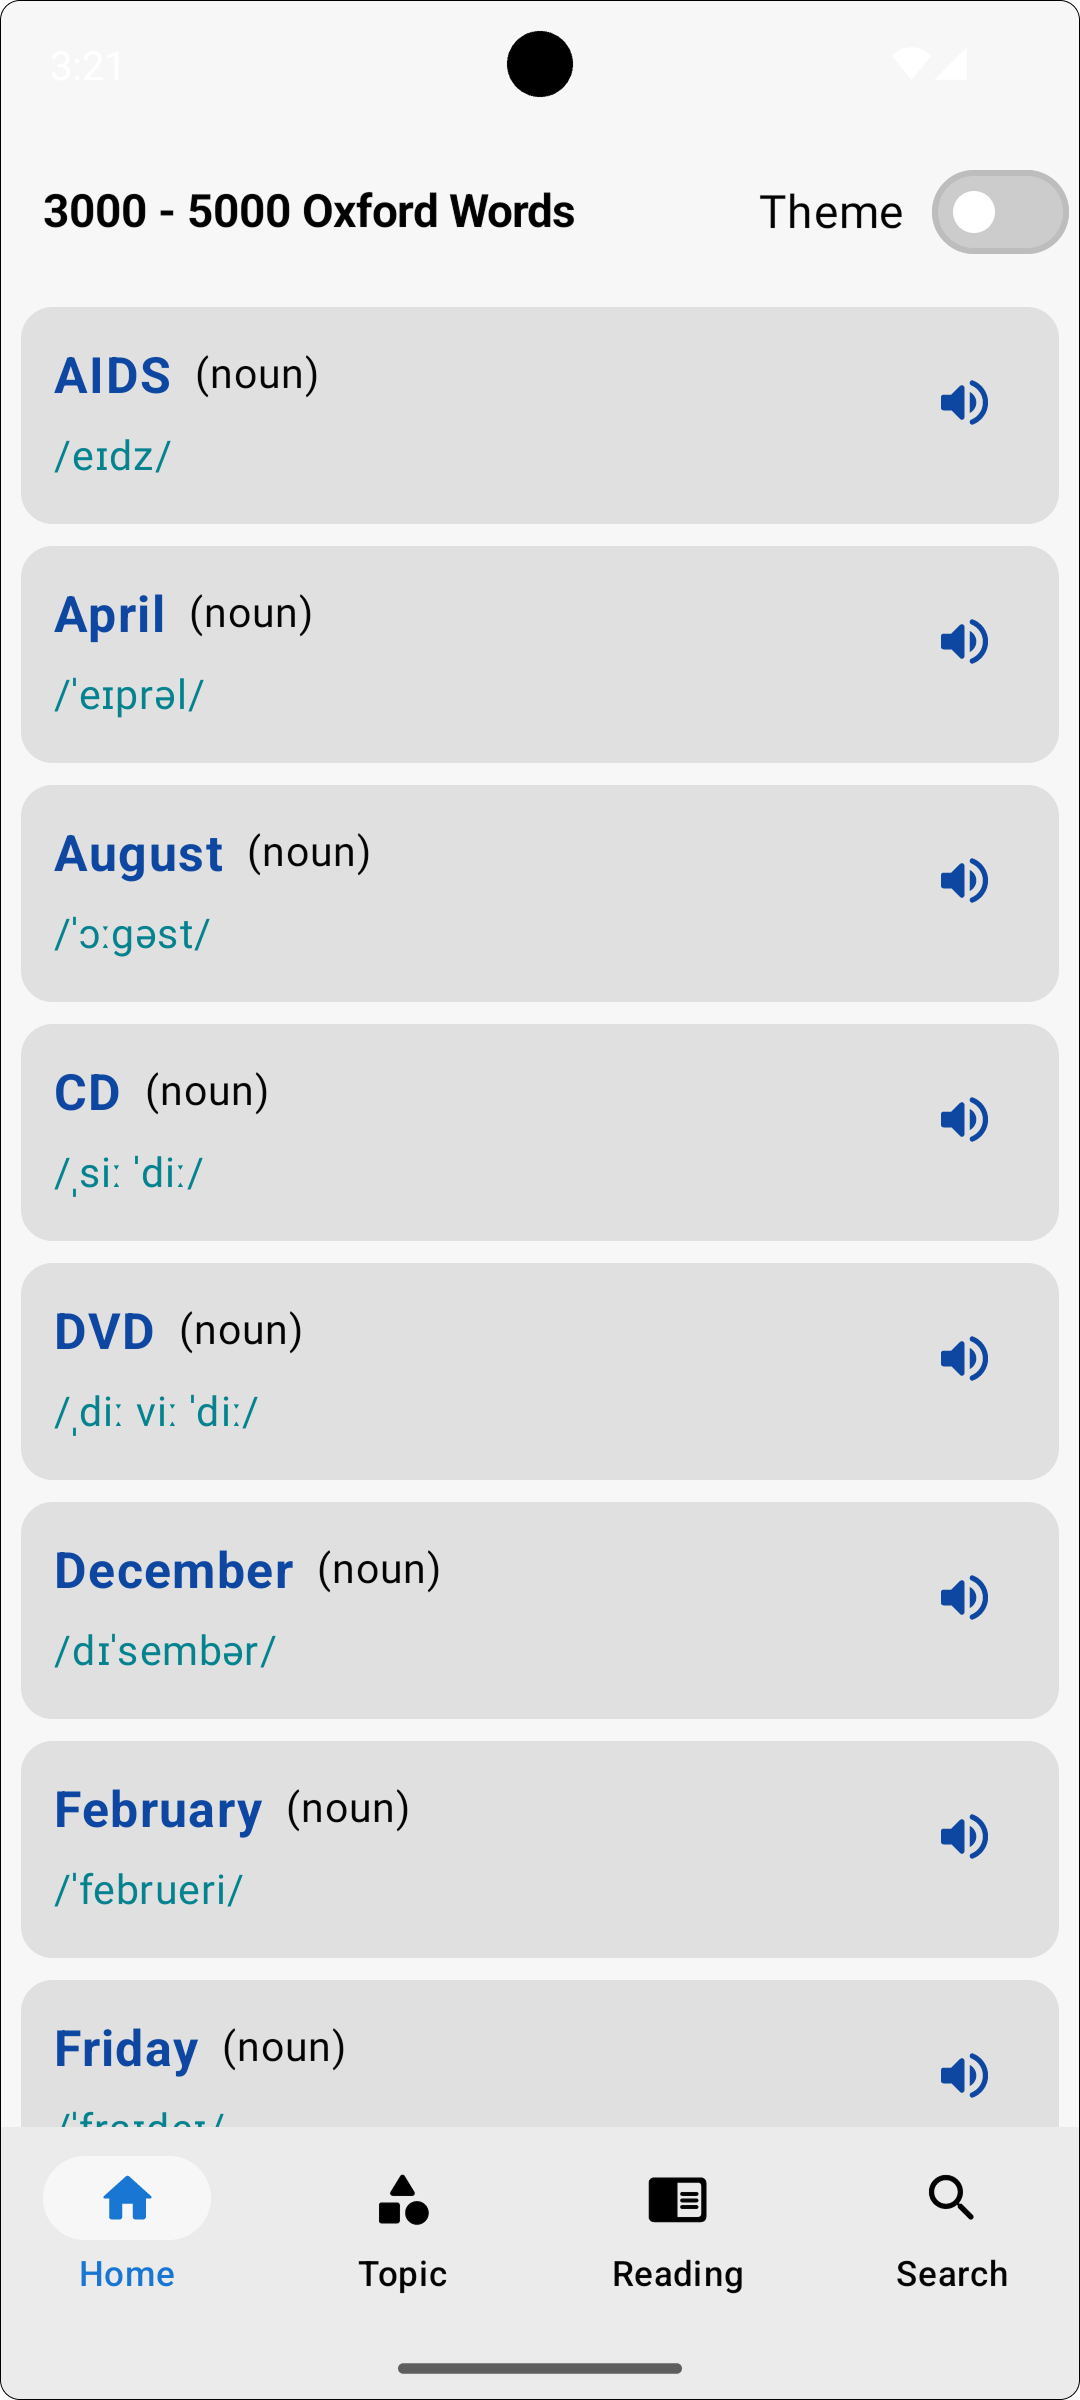 3:21
3000 - 5000 Oxford Words
Theme
AIDS (noun)
/eɪdz/
April (noun)
/ˈeɪprəl/
August (noun)
/ˈɔːɡəst/
CD (noun)
/ˌsiː ˈdiː/
DVD (noun)
/ˌdiː viː ˈdiː/
December (noun)
/dɪˈsembər/
February (noun)
/ˈfebrueri/
Friday (noun)
/ˈfraɪdeɪ/
Home
Topic
Reading
Search